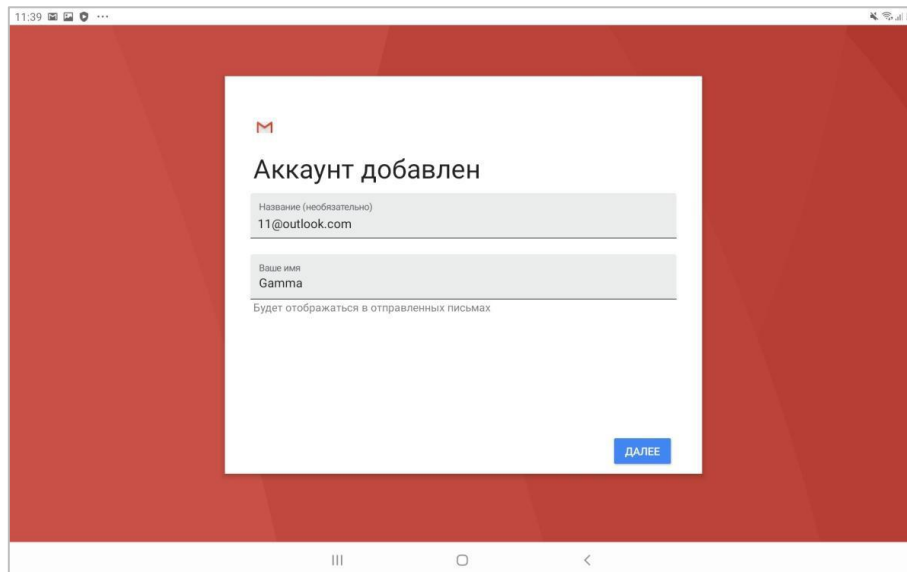 11:39
Аккаунт добавлен
Название (необязательно)
11@outlook.com
Ваше имя
Gamma
Будет отображаться в отправленных письмах
ДАЛЕЕ